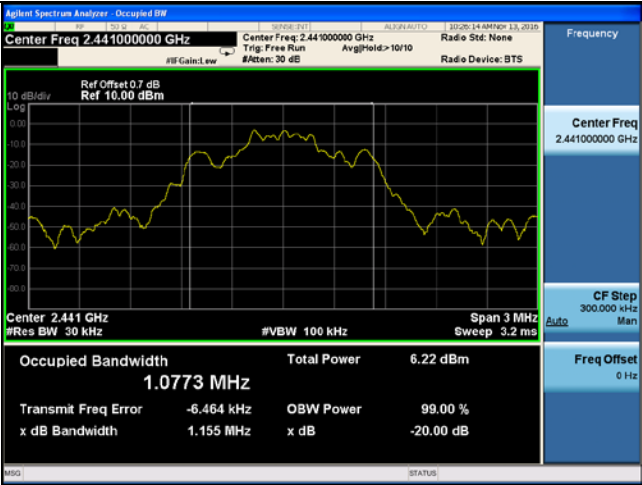 Agilent Spectrum Analyzer - Occupied BW
RF 50 Ω AC SENSE:INT ALIGN AUTO 10:26:14 AM Nov 13, 2016
Center Freq 2.441000000 GHz
Center Freq: 2.441000000 GHz
Radio Std: None
Trig: Free Run Avg|Hold:>10/10
#IFGain:Low #Atten: 30 dB Radio Device: BTS
Frequency
Ref Offset 0.7 dB
10 dB/div Ref 10.00 dBm
Log
0.00
-10.0
-20.0
-30.0
-40.0
-50.0
-60.0
-70.0
-80.0
Center Freq
2.441000000 GHz
Center 2.441 GHz Span 3 MHz
#Res BW 30 kHz #VBW 100 kHz Sweep 3.2 ms
CF Step
300.000 kHz
Auto Man
Occupied Bandwidth Total Power 6.22 dBm
1.0773 MHz
Transmit Freq Error -6.464 kHz OBW Power 99.00 %
x dB Bandwidth 1.155 MHz x dB -20.00 dB
Freq Offset
0 Hz
MSG STATUS